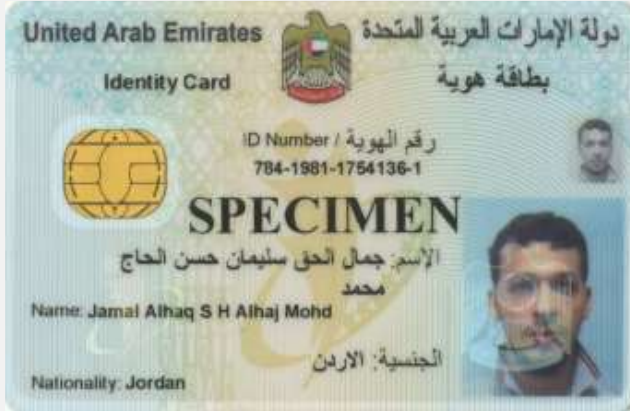 United Arab Emirates
دولة الإمارات العربية المتحدة
Identity Card
بطاقة هوية
ID Number / رقم الهوية
784-1981-1754136-1
SPECIMEN
الإسم: جمال الحق سليمان حسن الحاج
محمد
Name: Jamal Alhaq S H Alhaj Mohd
الجنسية: الاردن
Nationality: Jordan